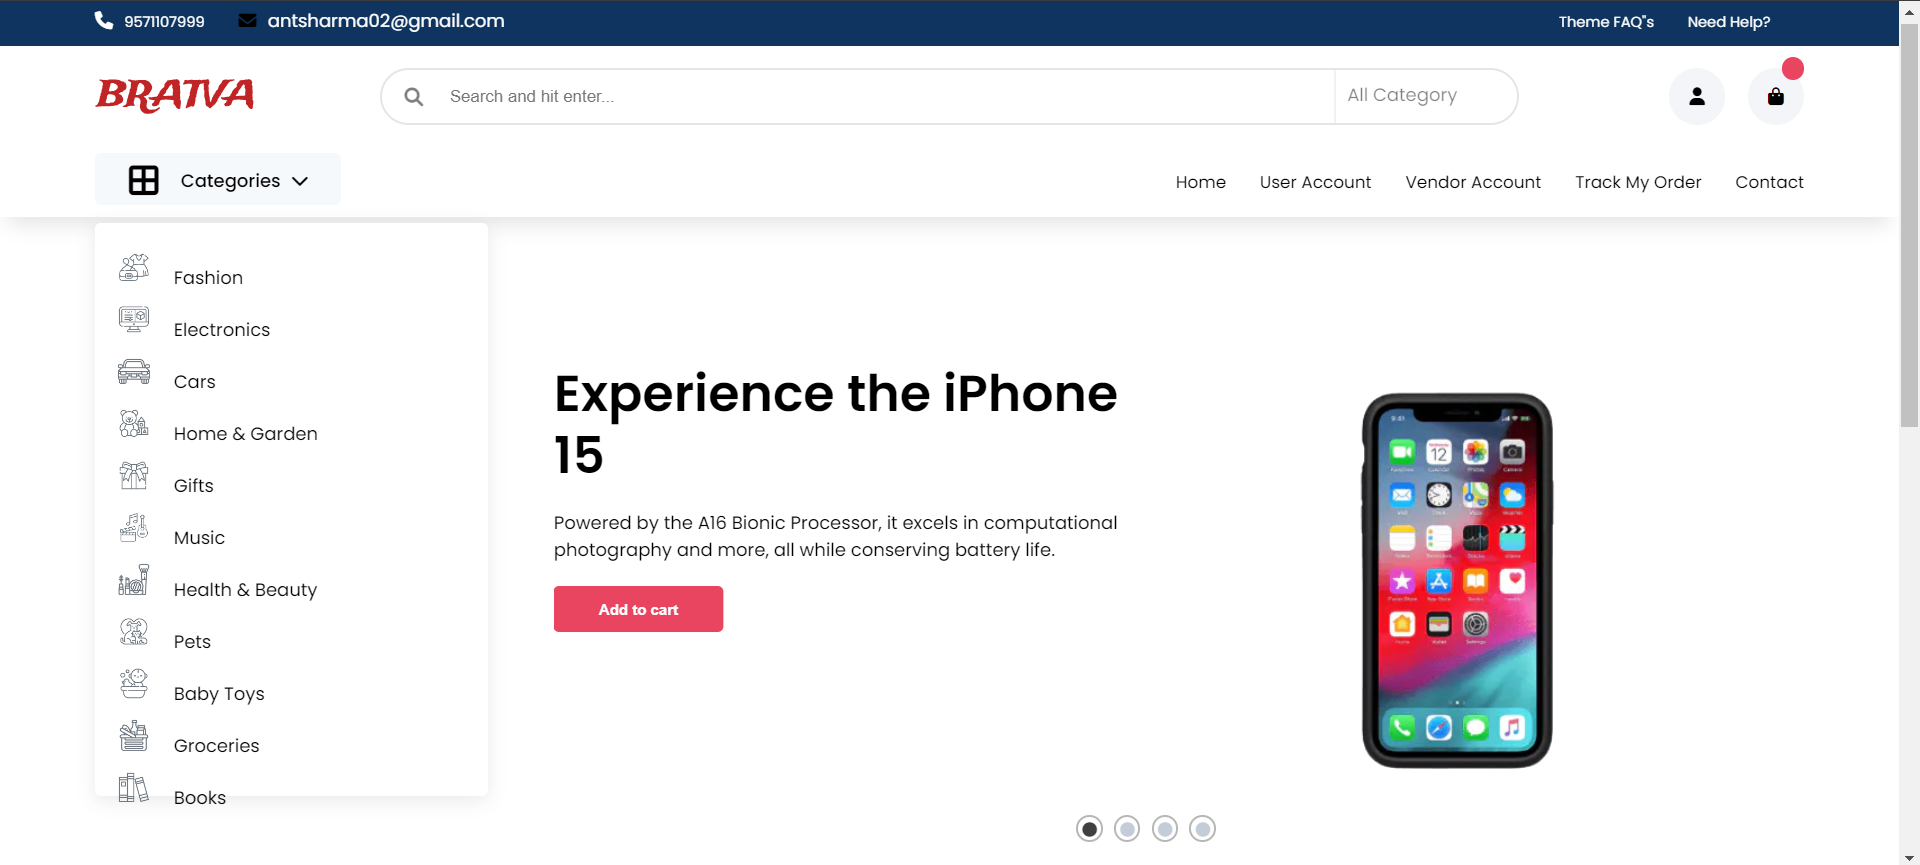 9571107999
antsharma02@gmail.com
Theme FAQ"s
Need Help?
BRATVA
Search and hit enter...
All Category
Categories
Home
User Account
Vendor Account
Track My Order
Contact
Fashion
Electronics
Cars
Home & Garden
Gifts
Music
Health & Beauty
Pets
Baby Toys
Groceries
Books
Experience the iPhone
15
Powered by the A16 Bionic Processor, it excels in computational
photography and more, all while conserving battery life.
Add to cart
9:41
12